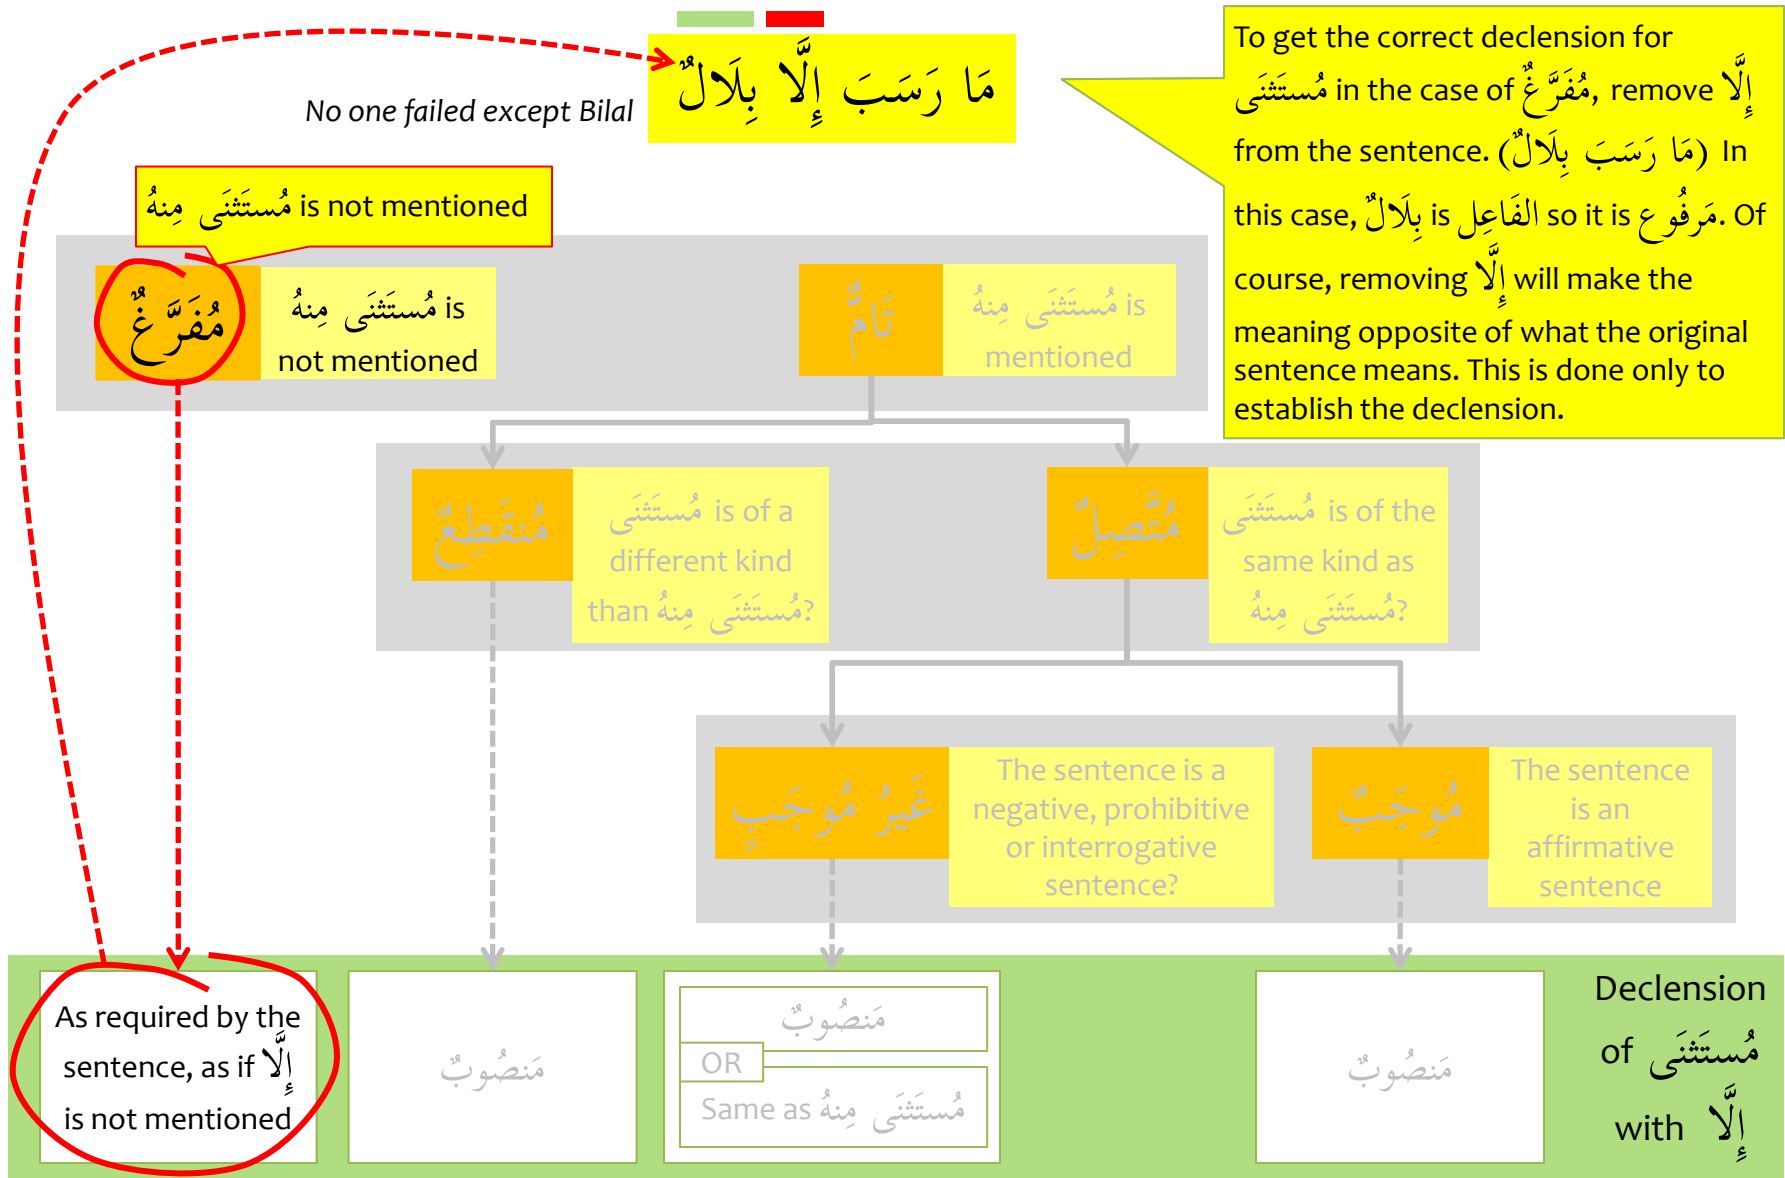 مَا رَسَبَ إِلَّا بِلَالٌ
No one failed except Bilal
To get the correct declension for
مُستَثنَى in the case of مُفَرَّغٌ, remove إِلَّا
from the sentence. (مَا رَسَبَ بِلَالٌ) In
this case, بِلَالٌ is الفَاعِل so it is مَرفُوع. Of
course, removing إِلَّا will make the
meaning opposite of what the original
sentence means. This is done only to
establish the declension.
مُستَثنَى مِنهُ is not mentioned
مُفَرَّغٌ
مُستَثنَى مِنهُ is
not mentioned
تَامٌّ
مُستَثنَى مِنهُ is
mentioned
مُنقَطِعٌ
مُستَثنَى is of a
different kind
than مُستَثنَى مِنهُ?
مُتَّصِلٌ
مُستَثنَى is of the
same kind as
مُستَثنَى مِنهُ?
غَيرُ مُوجَبٍ
The sentence is a
negative, prohibitive
or interrogative
sentence?
مُوجَبٌ
The sentence
is an
affirmative
sentence
As required by the
sentence, as if إِلَّا
is not mentioned
مَنصُوبٌ
مَنصُوبٌ
OR
Same as مُستَثنَى مِنهُ
مَنصُوبٌ
Declension
of مُستَثنَى
with إِلَّا